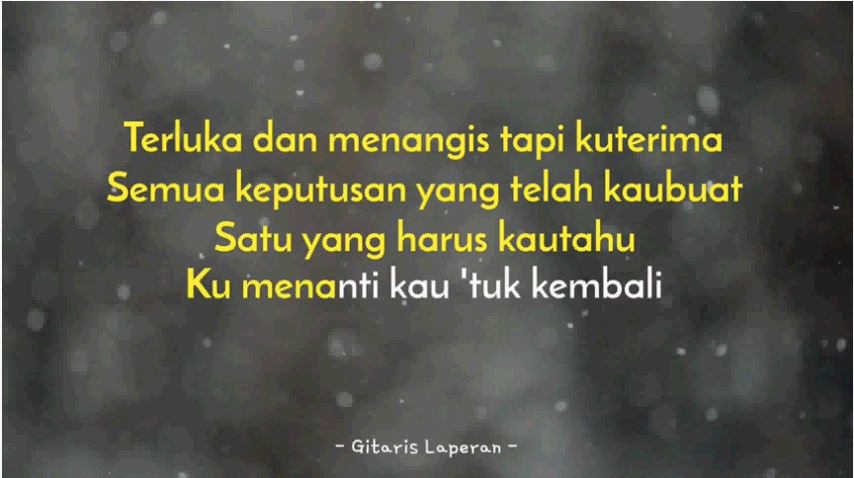 Terluka dan menangis tapi kuterima
Semua keputusan yang telah kaubuat
Satu yang harus kautahu
Ku menanti kau 'tuk kembali
- Gitaris Laperan -